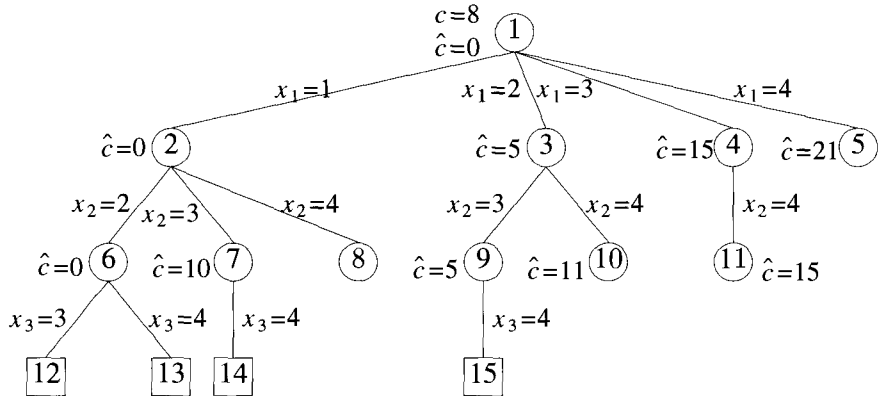 c=8
ĉ=0
1
x₁=1
x₁=2
x₁=3
x₁=4
ĉ=0
2
ĉ=5
3
ĉ=15
4
ĉ=21
5
x₂=2
x₂=3
x₂=4
x₂=3
x₂=4
x₂=4
ĉ=0
6
ĉ=10
7
8
ĉ=5
9
ĉ=11
10
11
ĉ=15
x₃=3
x₃=4
x₃=4
x₃=4
12
13
14
15